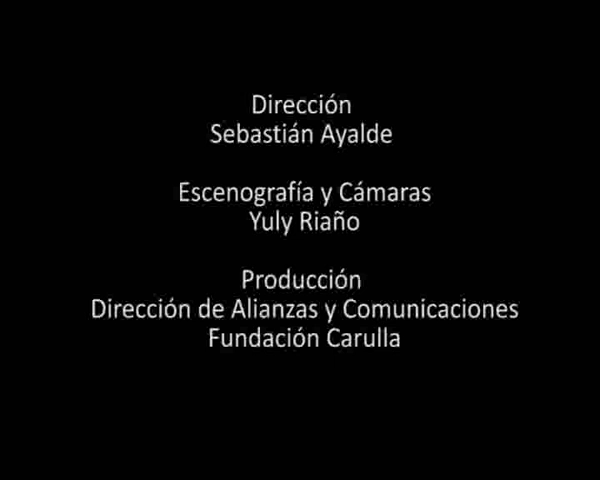 Dirección
Sebastián Ayalde
Escenografía y Cámaras
Yuly Riaño
Producción
Dirección de Alianzas y Comunicaciones
Fundación Carulla